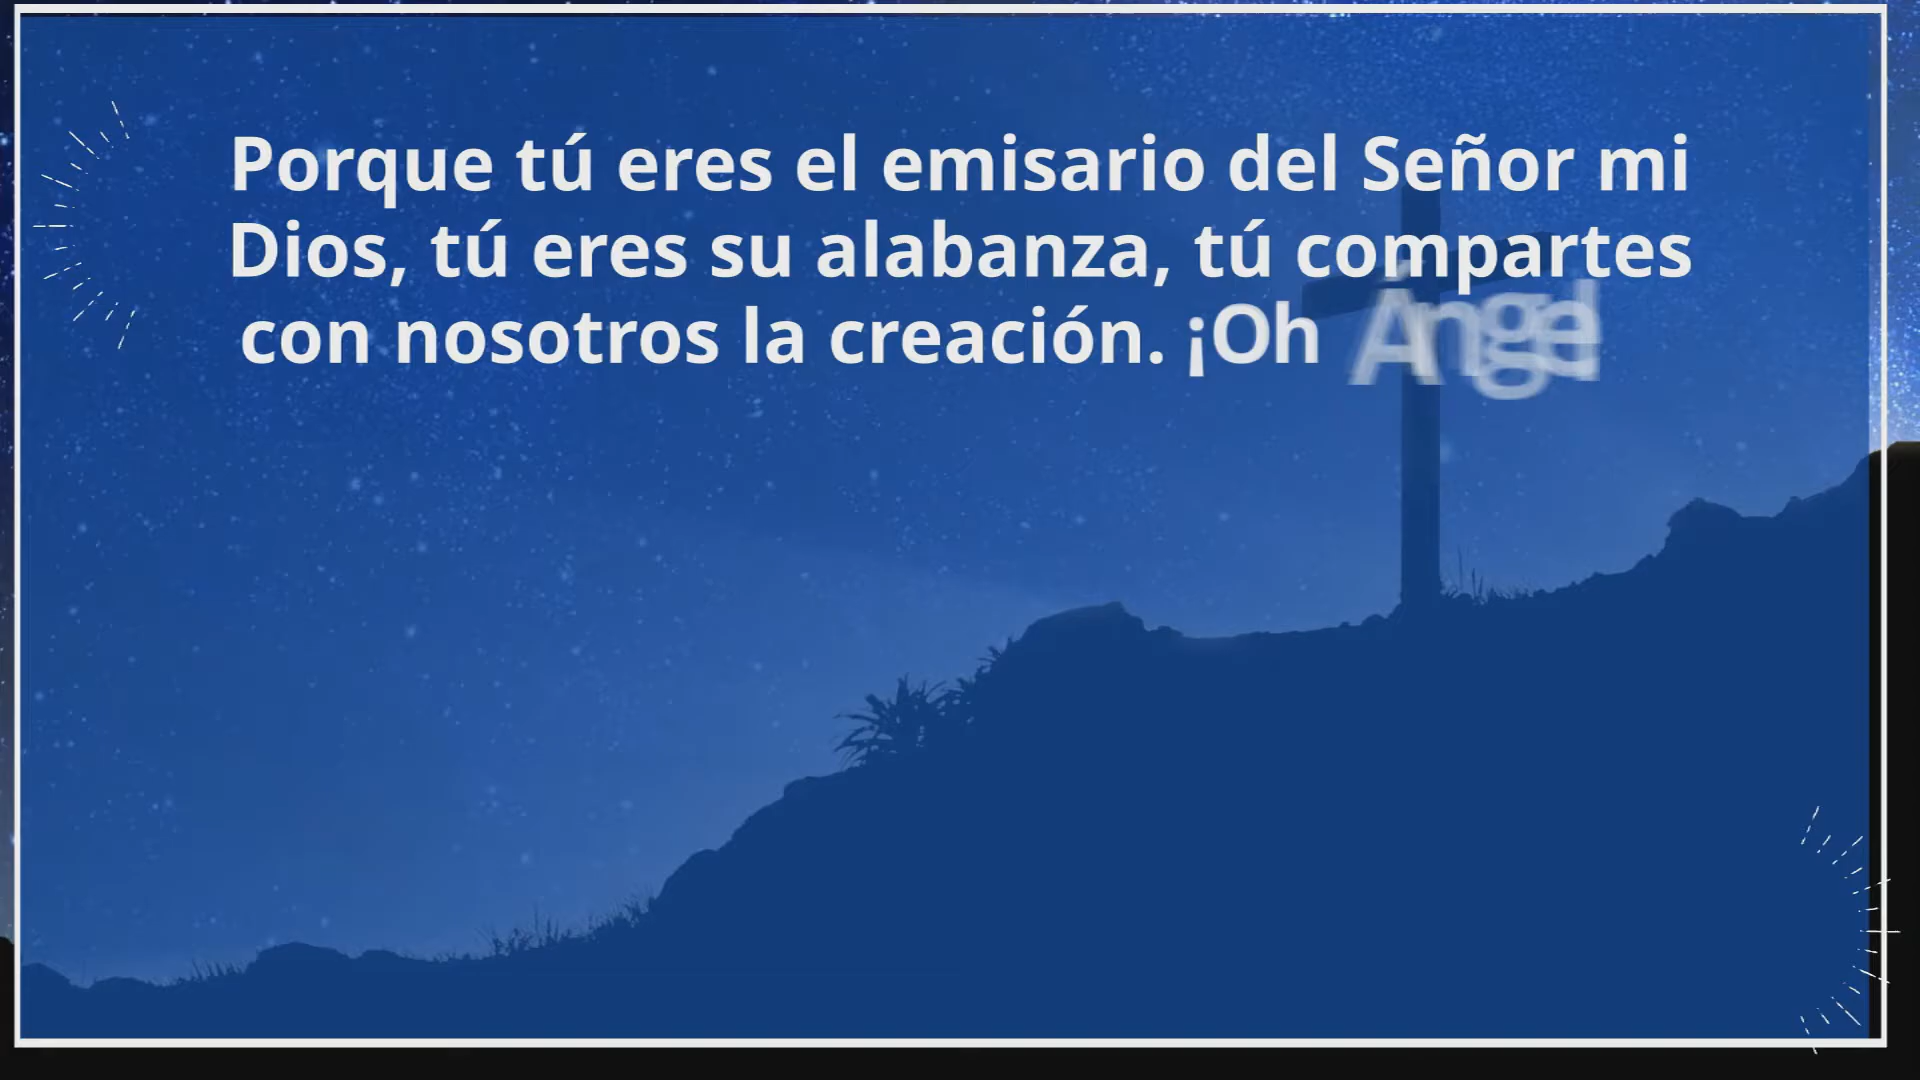 Porque tú eres el emisario del Señor mi
Dios, tú eres su alabanza, tú compartes
con nosotros la creación. ¡Oh Ángel